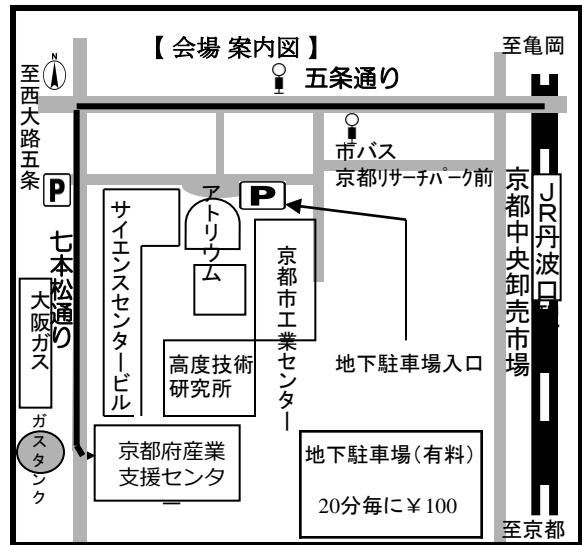 【 会場 案内図 】
至亀岡
N
至西大路五条
五条通り
市バス
京都リサーチパーク前
P
P
アトリウム
サイエンスセンタービル
七本松通り
大阪ガス
ガスタンク
京都市工業センター
高度技術
研究所
地下駐車場入口
京都中央卸売市場
JR丹波口
京都府産業
支援センタ
地下駐車場(有料)
20分毎に¥100
至京都